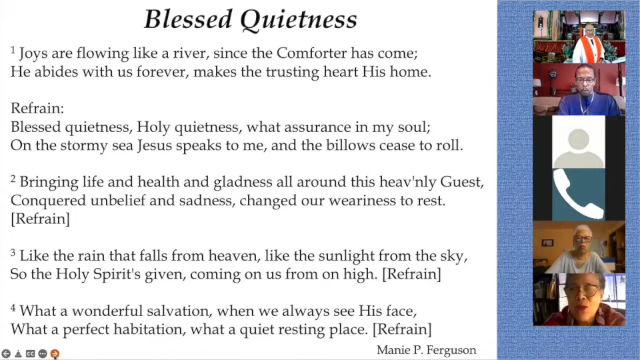 Blessed Quietness
1 Joys are flowing like a river, since the Comforter has come;
He abides with us forever, makes the trusting heart His home.
Refrain:
Blessed quietness, Holy quietness, what assurance in my soul;
On the stormy sea Jesus speaks to me, and the billows cease to roll.
2 Bringing life and health and gladness all around this heav'nly Guest,
Conquered unbelief and sadness, changed our weariness to rest.
[Refrain]
3 Like the rain that falls from heaven, like the sunlight from the sky,
So the Holy Spirit's given, coming on us from on high. [Refrain]
4 What a wonderful salvation, when we always see His face,
What a perfect habitation, what a quiet resting place. [Refrain]
Manie P. Ferguson